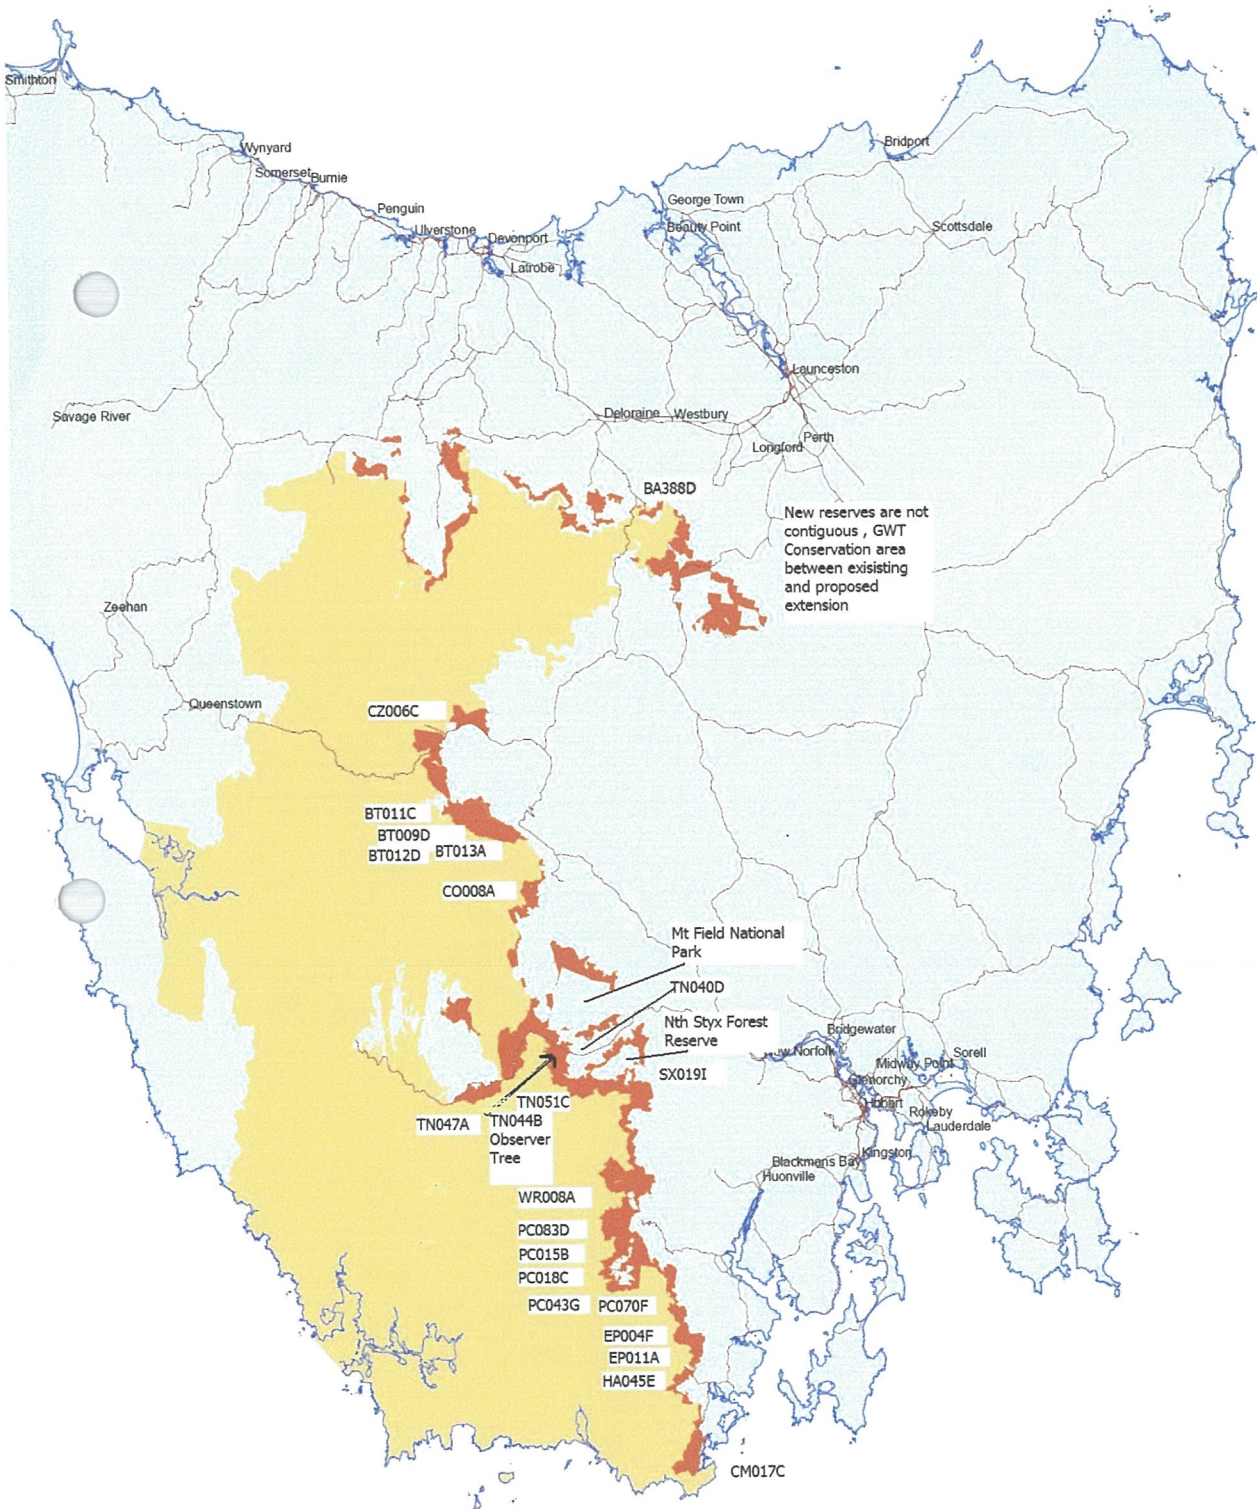 Smithton
Wynyard
Somerset
Burnie
Penguin
Ulverstone
Devonport
Latrobe
George Town
Beauty Point
Bridport
Scottsdale
Launceston
Savage River
Deloraine
Westbury
Longford
Perth
BA388D
New reserves are not
contiguous , GWT
Conservation area
between exisisting
and proposed
extension
Zeehan
Queenstown
CZ006C
BT011C
BT009D
BT012D
BT013A
CO008A
Mt Field National
Park
TN040D
Nth Styx Forest
Reserve
SX019I
Bridgewater
New Norfolk
Midway Point
Sorell
Glenorchy
Hobart
Rokeby
Lauderdale
TN051C
TN047A
TN044B
Observer
Tree
Kingston
Blackmans Bay
Huonville
WR008A
PC083D
PC015B
PC018C
PC043G
PC070F
EP004F
EP011A
HA045E
CM017C